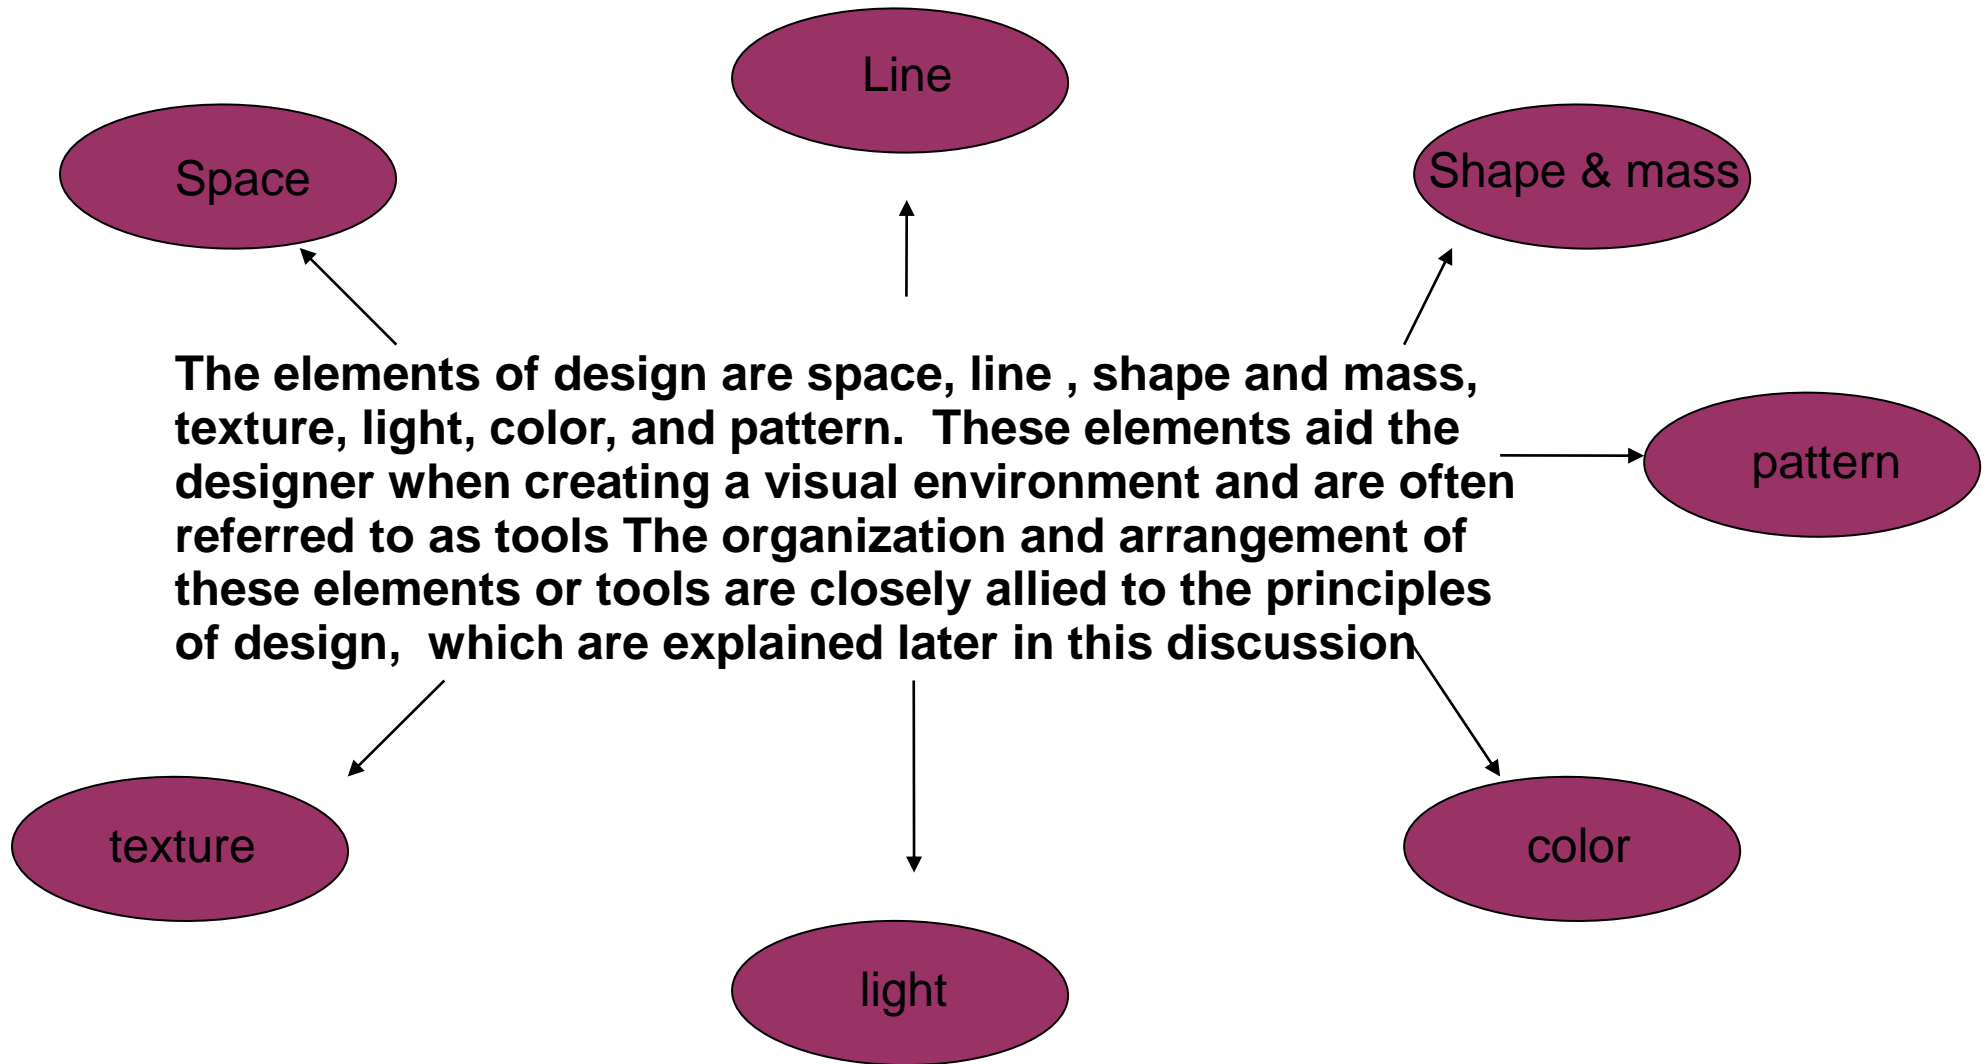 Line
Space
Shape & mass
The elements of design are space, line , shape and mass,
texture, light, color, and pattern.  These elements aid the
designer when creating a visual environment and are often
referred to as tools The organization and arrangement of
these elements or tools are closely allied to the principles
of design,  which are explained later in this discussion
pattern
texture
color
light